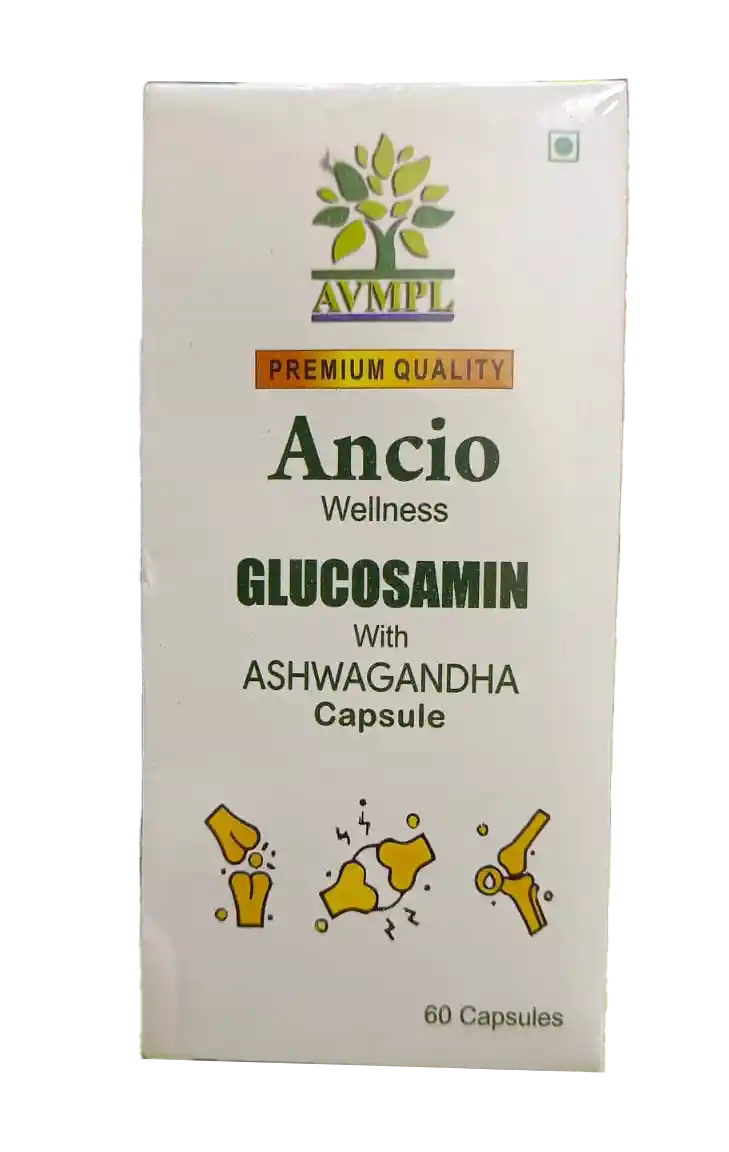 AVMPL
PREMIUM QUALITY
Ancio
Wellness
GLUCOSAMIN
With
ASHWAGANDHA
Capsule
60 Capsules